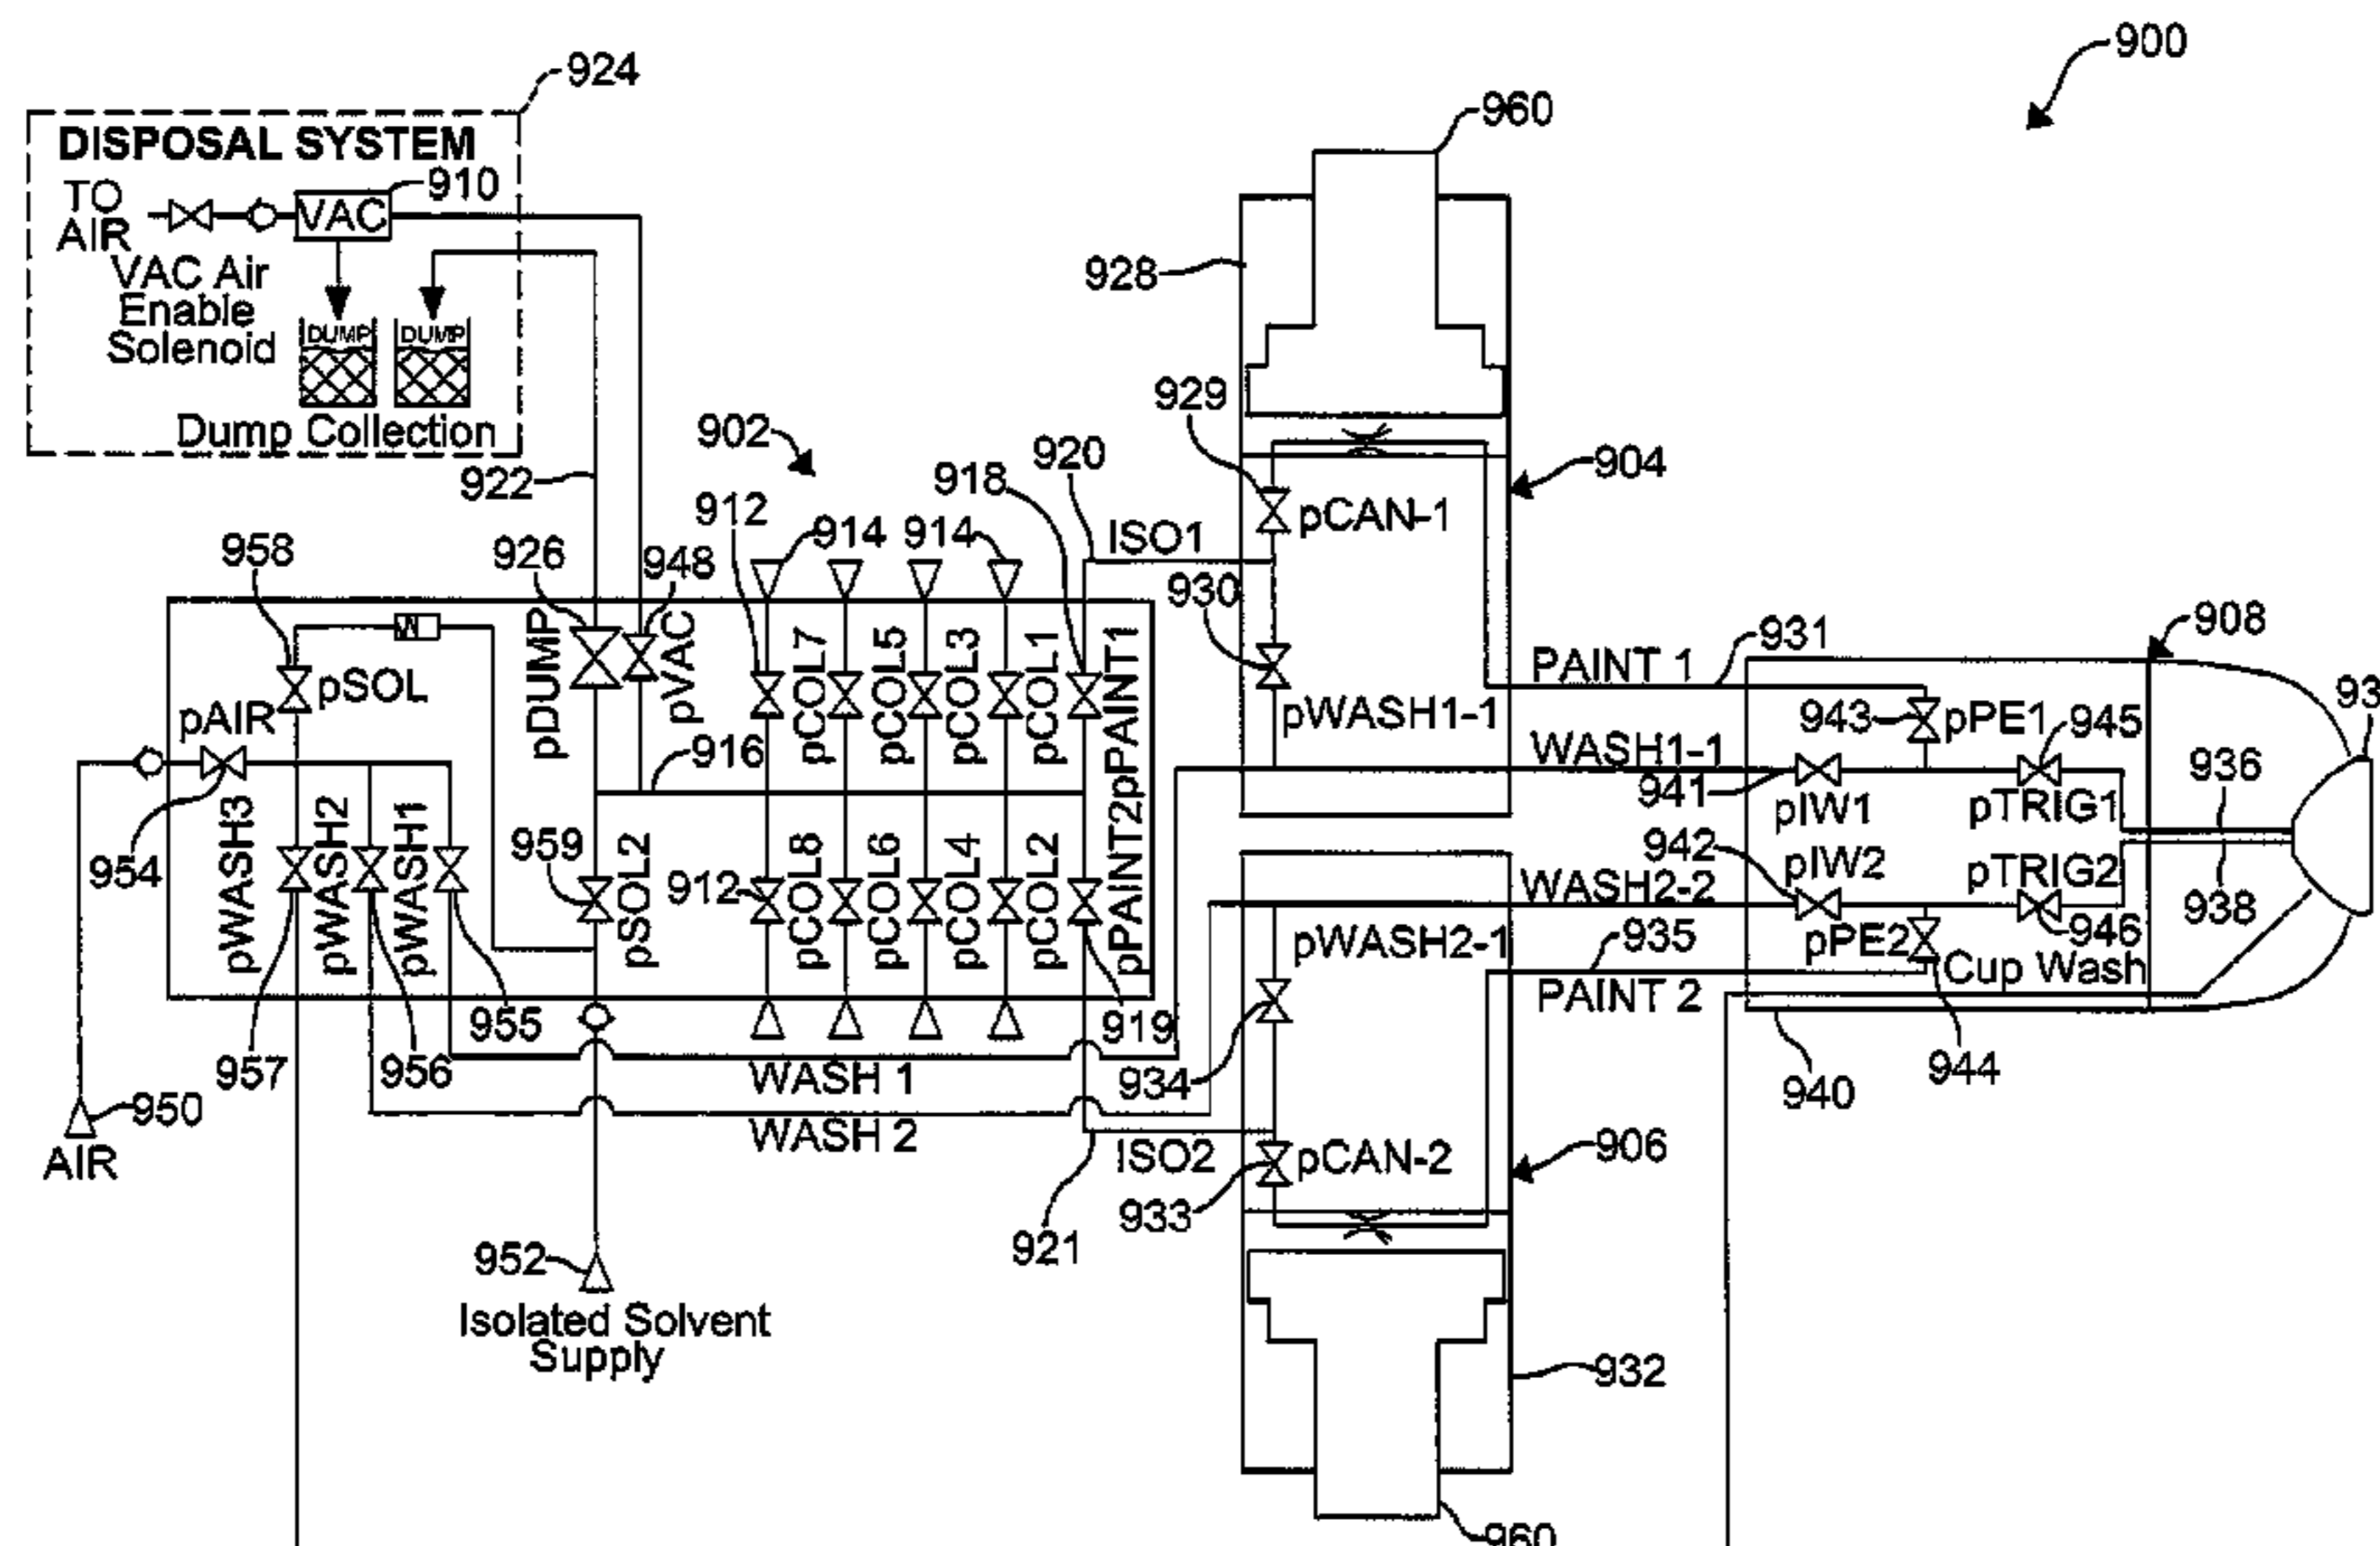 900
924
DISPOSAL SYSTEM
TO
AIR
VAC
910
VAC Air
Enable
Solenoid
DUMP
DUMP
Dump Collection
922
902
912
914
914
918
920
ISO1
960
928
929
904
pCAN-1
930
pWASH1-1
958
926
948
pSOL
pDUMP
pVAC
pCOL7
pCOL5
pCOL3
pCOL1
pPAINT1
pAIR
916
954
pWASH3
pWASH2
pWASH1
959
pSOL2
912
pCOL8
pCOL6
pCOL4
pCOL2
pPAINT2
957
956
955
919
950
AIR
WASH 1
WASH 2
952
Isolated Solvent
Supply
921
ISO2
PAINT 1
931
908
93
943
pPE1
945
WASH1-1
941
pIW1
pTRIG1
936
942
pIW2
pTRIG2
WASH2-2
938
pWASH2-1
935
pPE2
946
Cup Wash
PAINT 2
934
944
940
pCAN-2
906
933
932
960